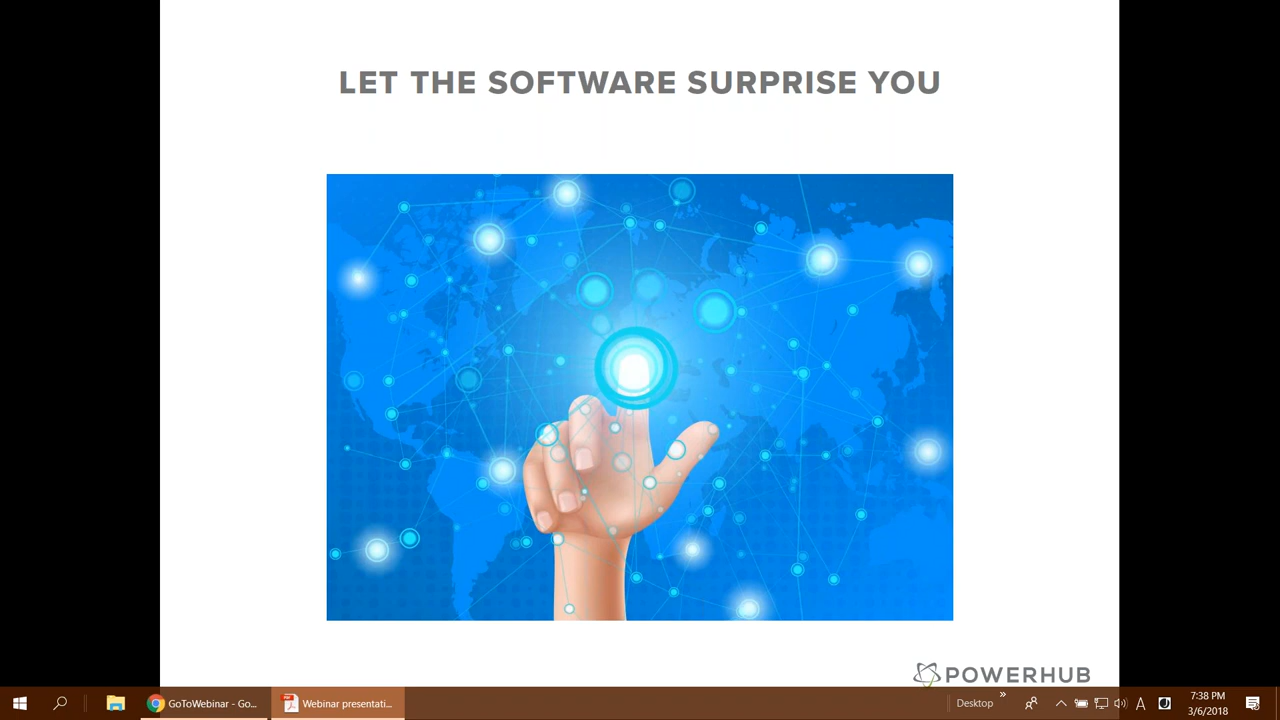 LET THE SOFTWARE SURPRISE YOU
POWERHUB
GoToWebinar - Go...
Webinar presentati...
Desktop
»
A
7:38 PM
3/6/2018